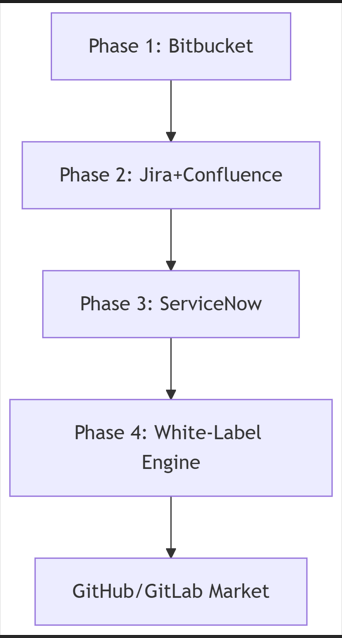 Phase 1: Bitbucket
Phase 2: Jira+Confluence
Phase 3: ServiceNow
Phase 4: White-Label
Engine
GitHub/GitLab Market